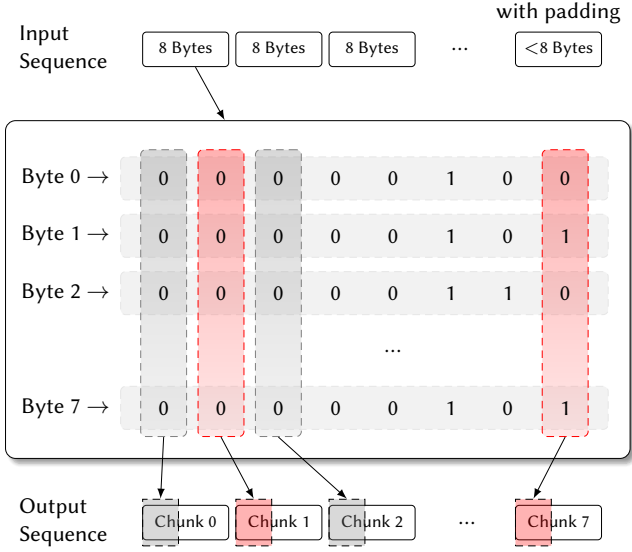 with padding
Input Sequence 8 Bytes 8 Bytes 8 Bytes ... <8 Bytes
Byte 0 → 0 0 0 0 0 1 0 0
Byte 1 → 0 0 0 0 0 1 0 1
Byte 2 → 0 0 0 0 0 1 1 0
...
Byte 7 → 0 0 0 0 0 1 0 1
Output Sequence Chunk 0 Chunk 1 Chunk 2 ... Chunk 7